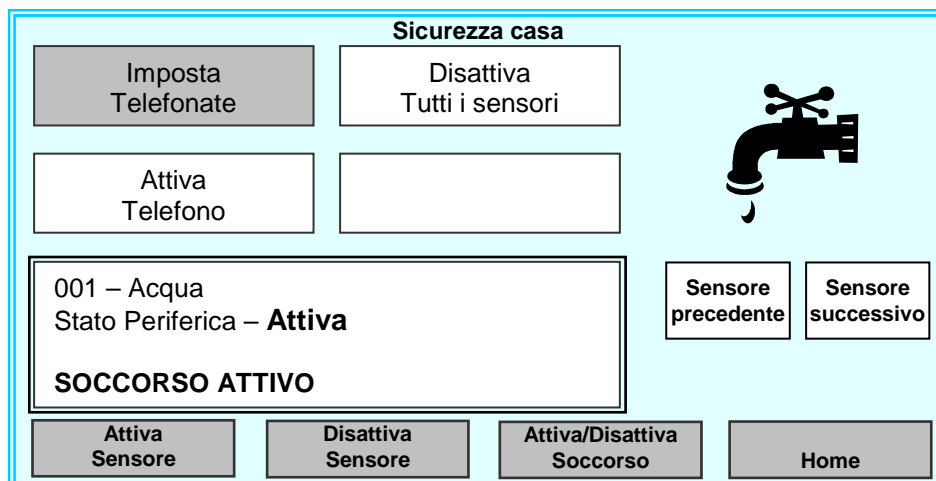 Sicurezza casa
Imposta
Telefonate
Disattiva
Tutti i sensori
Attiva
Telefono
001 – Acqua
Stato Periferica – Attiva
SOCCORSO ATTIVO
Sensore
precedente
Sensore
successivo
Attiva
Sensore
Disattiva
Sensore
Attiva/Disattiva
Soccorso
Home